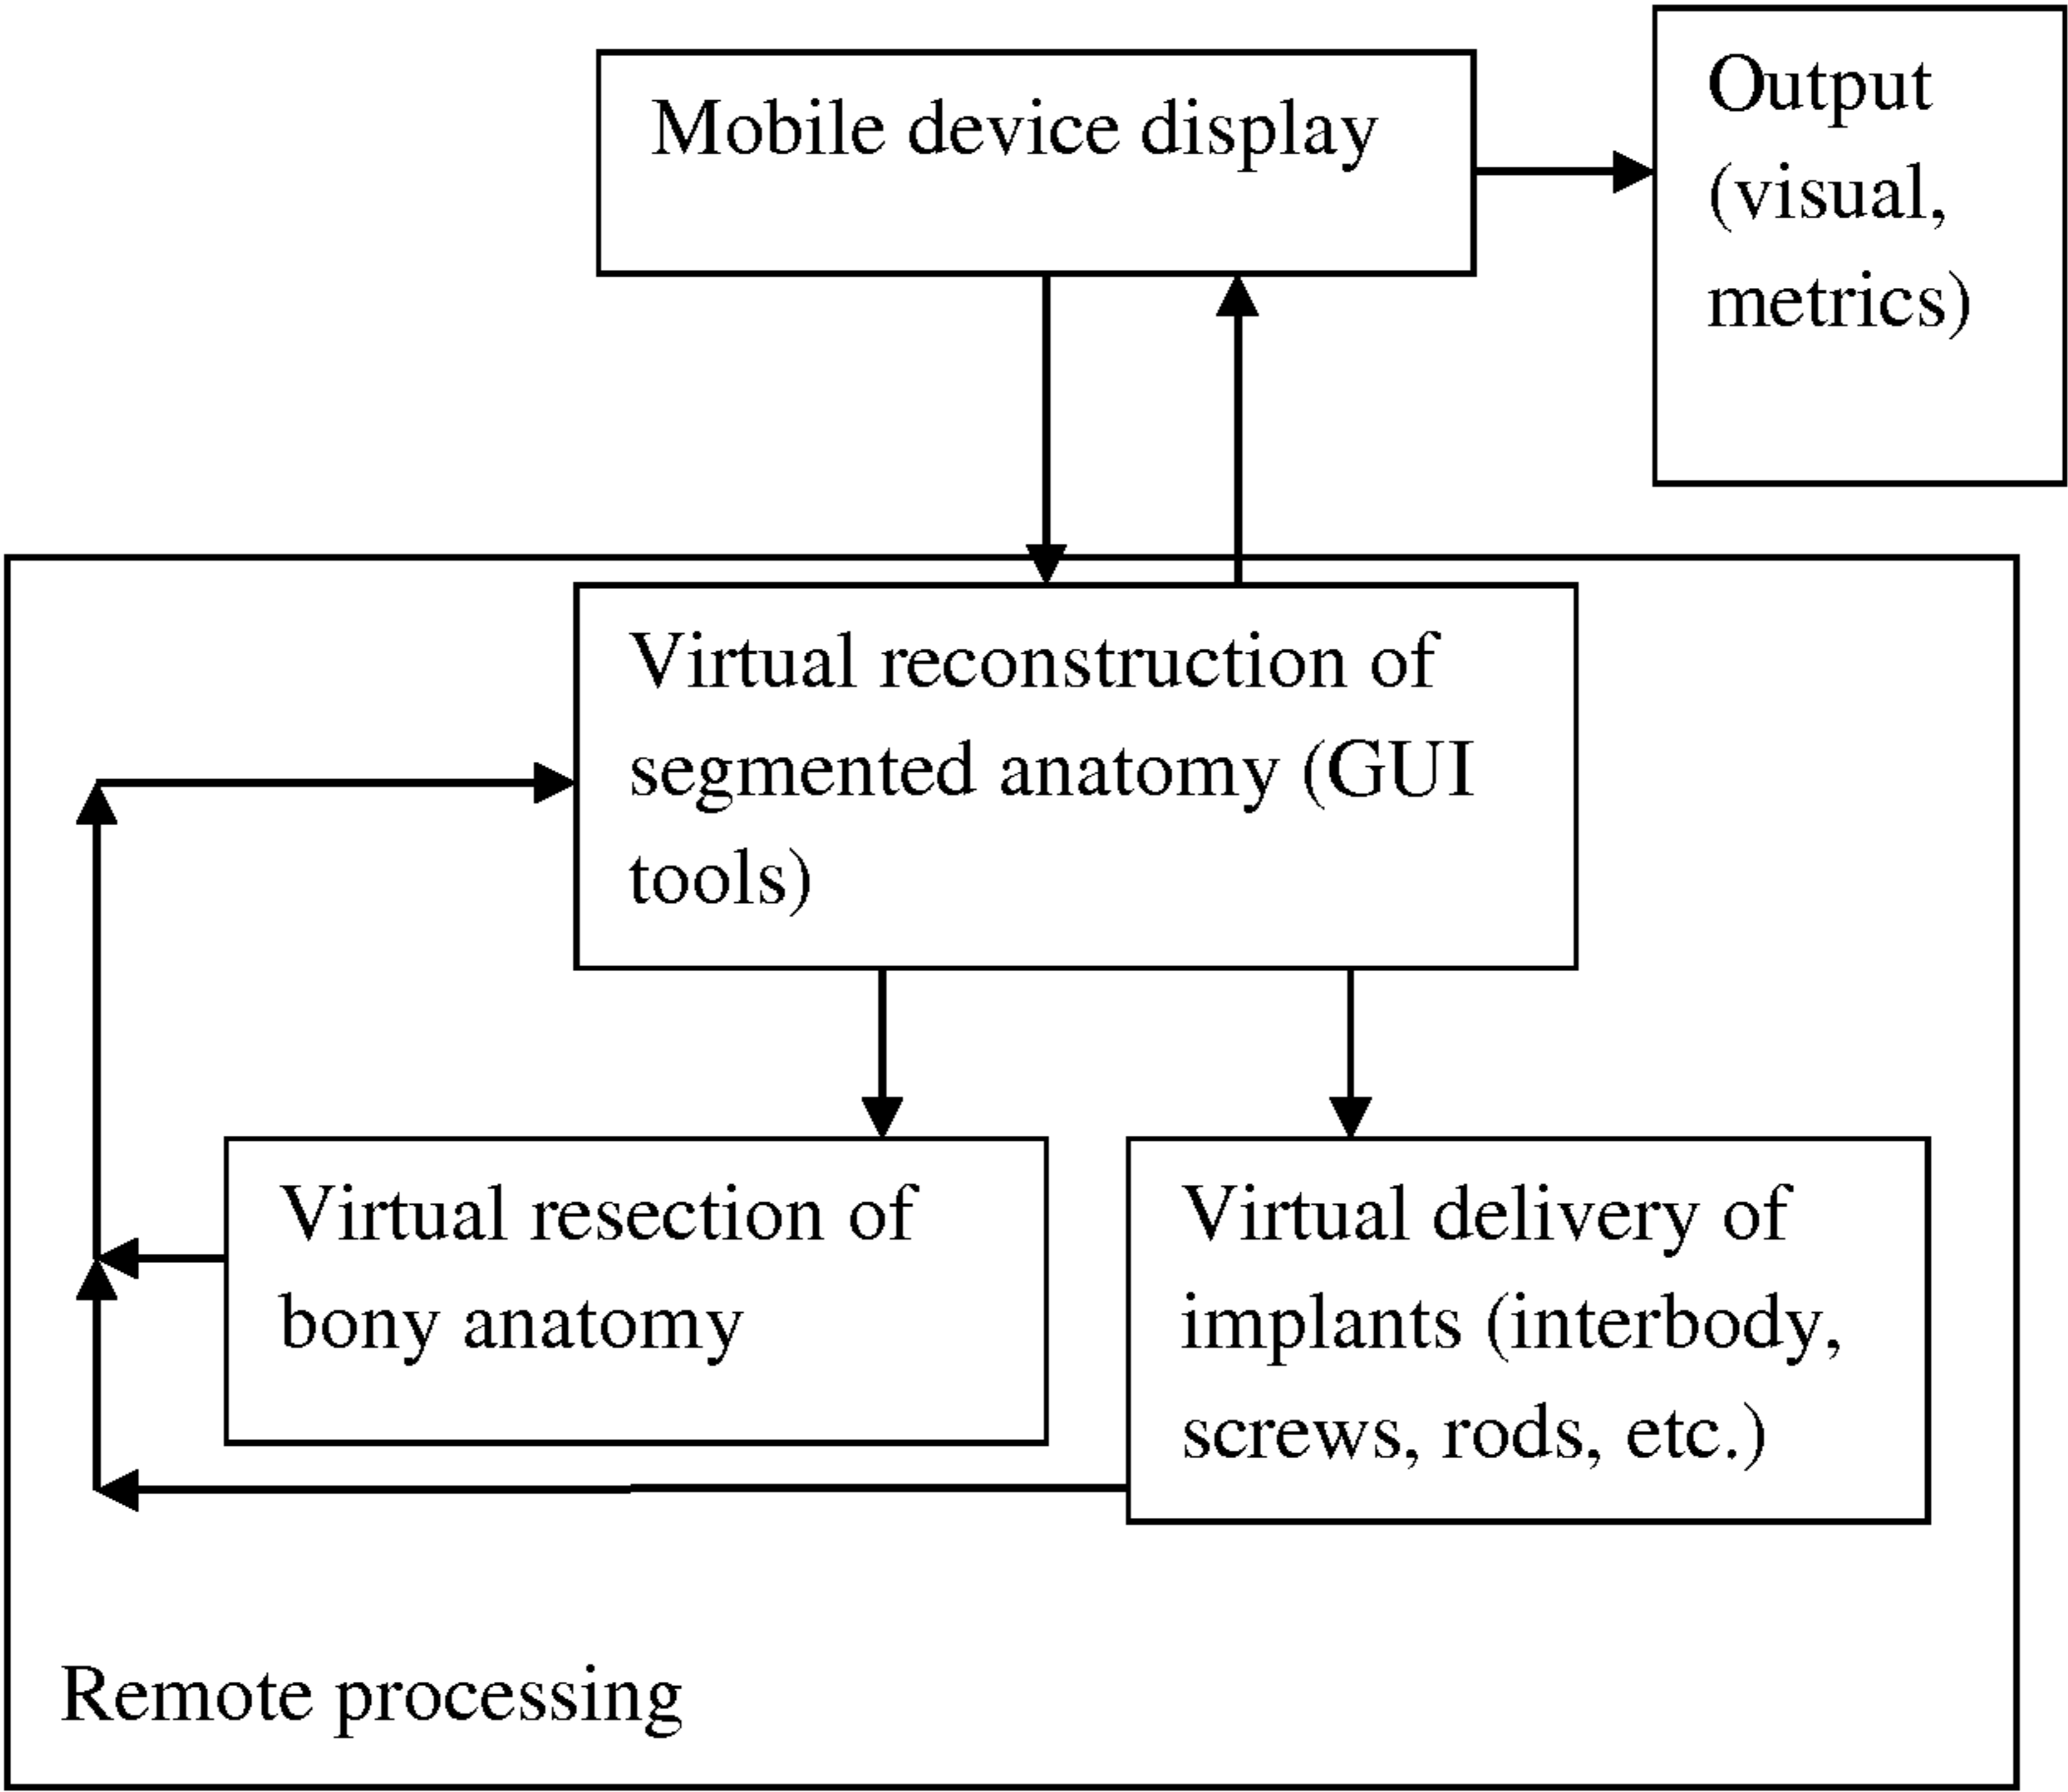 Mobile device display
Output
(visual,
metrics)
Virtual reconstruction of
segmented anatomy (GUI
tools)
Virtual resection of
bony anatomy
Virtual delivery of
implants (interbody,
screws, rods, etc.)
Remote processing